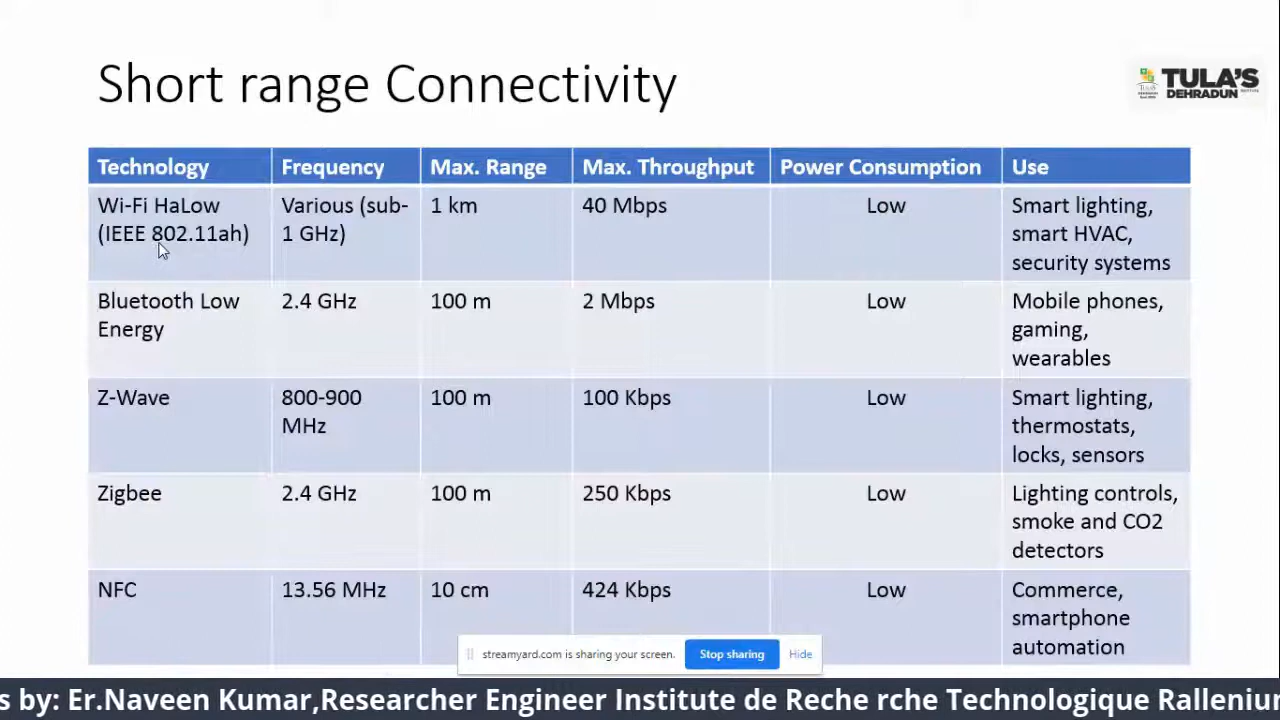 Short range Connectivity
TULA'S
DEHRADUN
Technology Frequency Max. Range Max. Throughput Power Consumption Use
Wi-Fi HaLow Various (sub- 1 km 40 Mbps Low Smart lighting,
(IEEE 802.11ah) 1 GHz) smart HVAC,
security systems
Bluetooth Low 2.4 GHz 100 m 2 Mbps Low Mobile phones,
Energy gaming,
wearables
Z-Wave 800-900 100 m 100 Kbps Low Smart lighting,
MHz thermostats,
locks, sensors
Zigbee 2.4 GHz 100 m 250 Kbps Low Lighting controls,
smoke and CO2
detectors
NFC 13.56 MHz 10 cm 424 Kbps Low Commerce,
smartphone
automation
streamyard.com is sharing your screen. Stop sharing Hide
s by: Er.Naveen Kumar,Researcher Engineer Institute de Reche rche Technologique Ralleniu